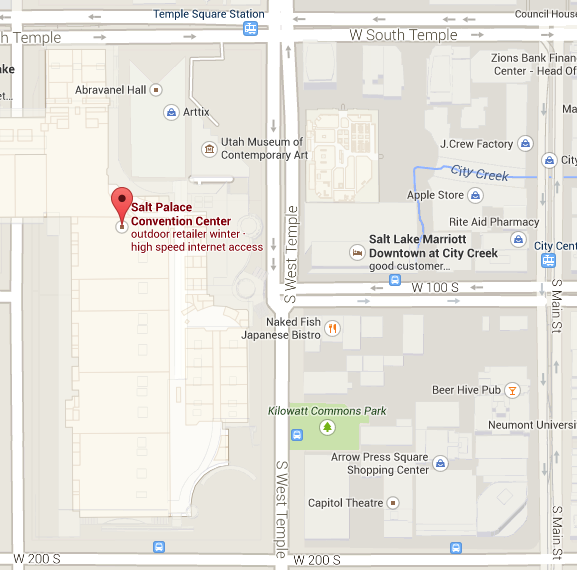 Temple Square Station
Council House
th Temple
W South Temple
Zions Bank Financ
Center - Head Of
ake
et...
Abravanel Hall
Arttix
Ma
J.Crew Factory
Utah Museum of
Contemporary Art
City
City Creek
Apple Store
Salt Palace
Convention Center
outdoor retailer winter ·
high speed internet access
Rite Aid Pharmacy
S West Temple
Salt Lake Marriott
Downtown at City Creek
good customer...
City Cent
W 100 S
S Main St
Naked Fish
Japanese Bistro
Beer Hive Pub
Kilowatt Commons Park
Neumont Universi
Arrow Press Square
Shopping Center
S West Temple
Capitol Theatre
S Main St
W 200 S
W 200 S